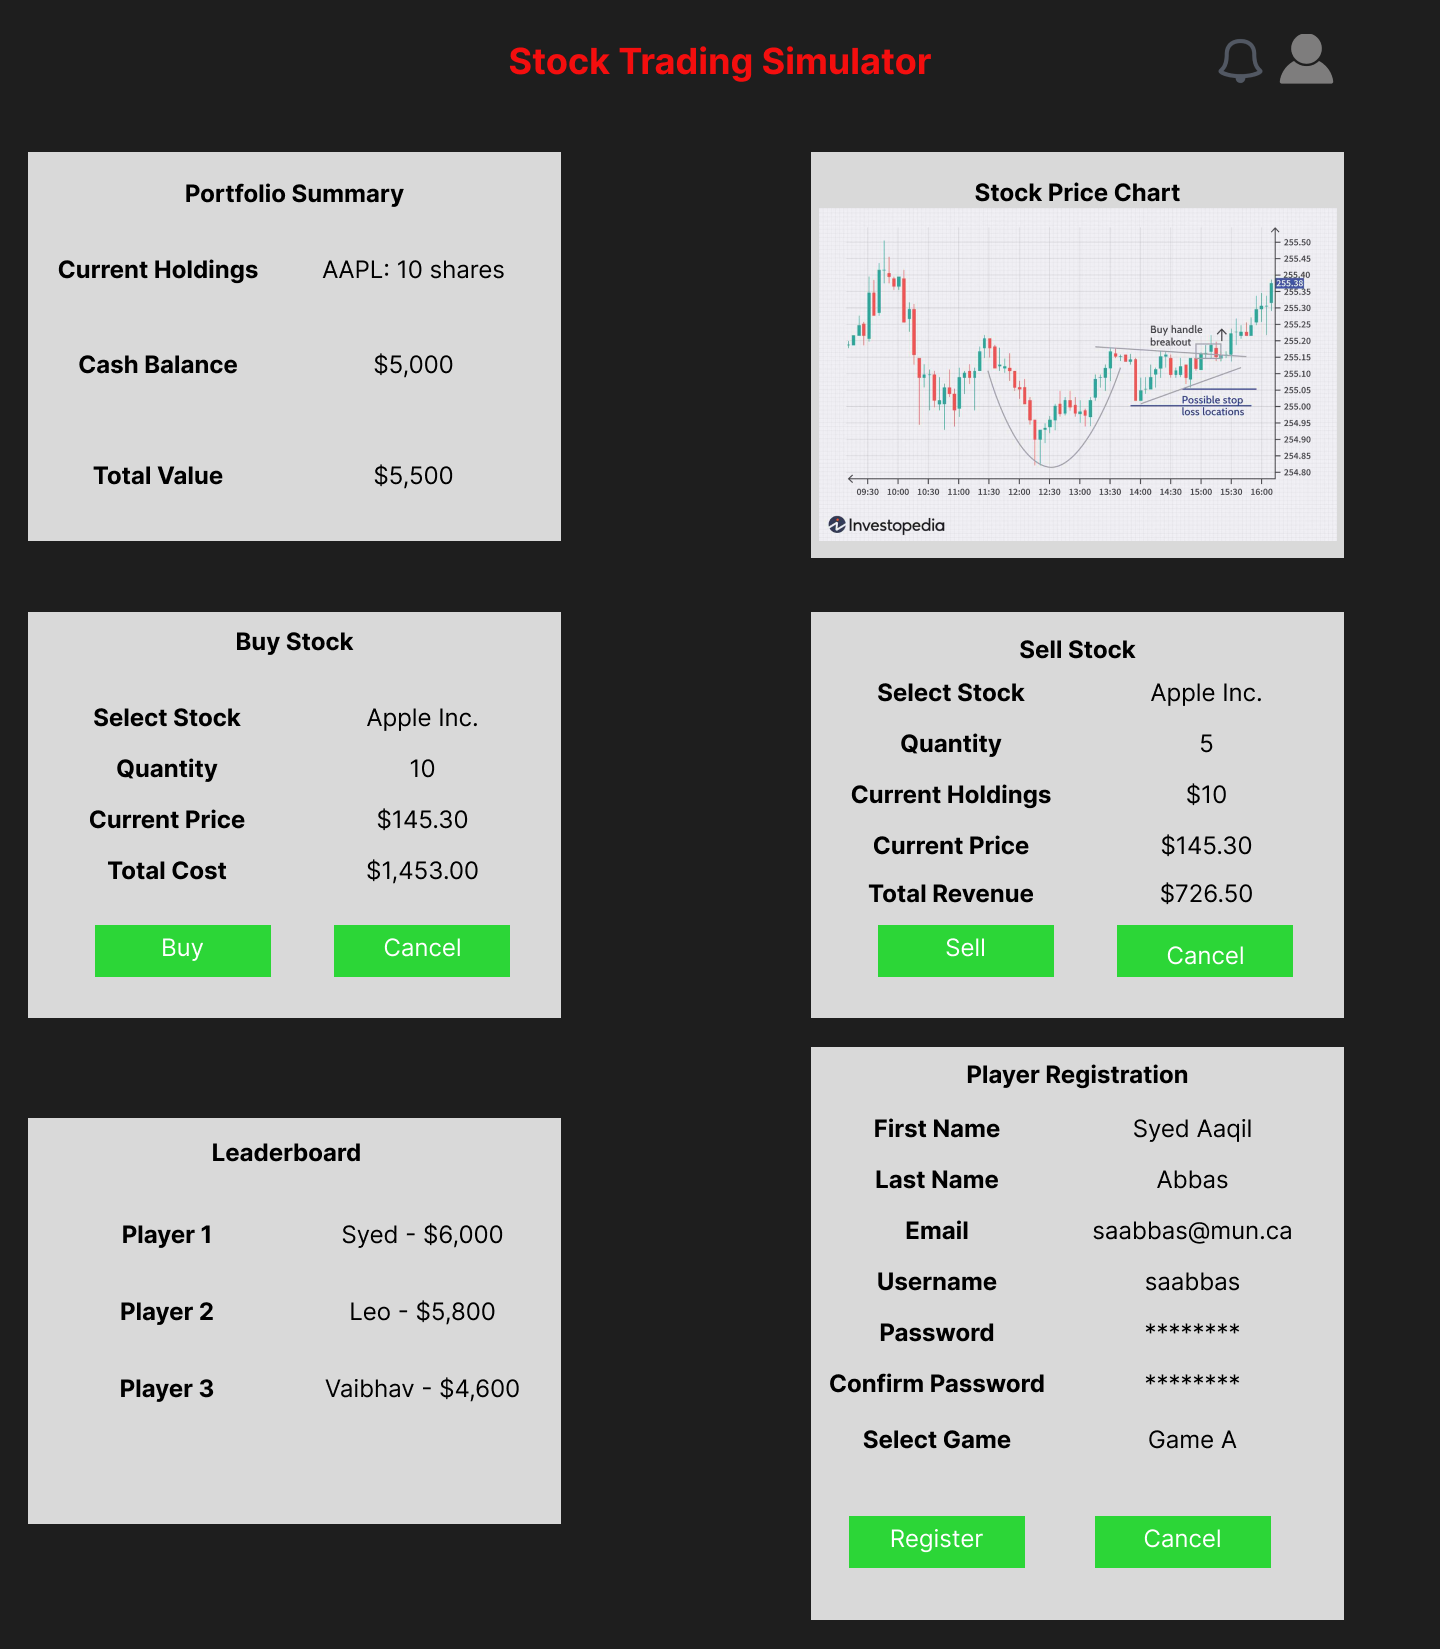 Stock Trading Simulator
Portfolio Summary
Current Holdings AAPL: 10 shares
Cash Balance $5,000
Total Value $5,500
Stock Price Chart
255.50
255.45
255.40
255.38
255.35
255.30
255.25
255.20
255.15
255.10
255.05
255.00
254.95
254.90
254.85
254.80
Buy handle
breakout
Possible stop
loss locations
09:30 10:00 10:30 11:00 11:30 12:00 12:30 13:00 13:30 14:00 14:30 15:00 15:30 16:00
Investopedia
Buy Stock
Select Stock Apple Inc.
Quantity 10
Current Price $145.30
Total Cost $1,453.00
Buy Cancel
Sell Stock
Select Stock Apple Inc.
Quantity 5
Current Holdings $10
Current Price $145.30
Total Revenue $726.50
Sell Cancel
Leaderboard
Player 1 Syed - $6,000
Player 2 Leo - $5,800
Player 3 Vaibhav - $4,600
Player Registration
First Name Syed Aaqil
Last Name Abbas
Email saabbas@mun.ca
Username saabbas
Password ********
Confirm Password ********
Select Game Game A
Register Cancel